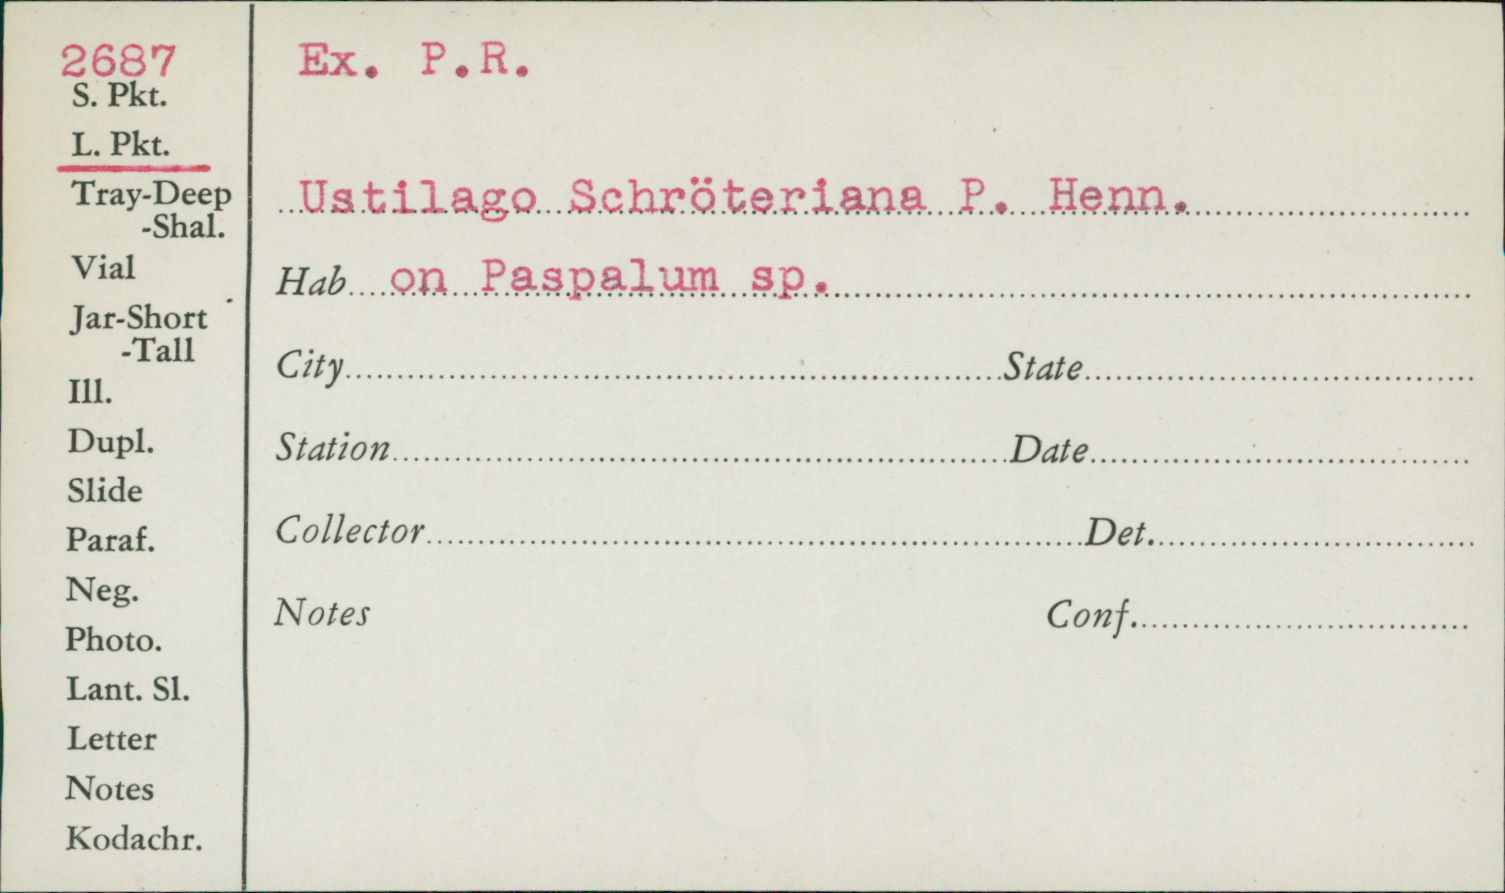 2687
S. Pkt.
L. Pkt.
Tray-Deep
-Shal.
Vial
Jar-Short
-Tall
Ill.
Dupl.
Slide
Paraf.
Neg.
Photo.
Lant. Sl.
Letter
Notes
Kodachr.
Ex. P.R.
Ustilago Schröteriana P. Henn.
Hab on Paspalum sp.
City State
Station Date
Collector Det.
Notes Conf.